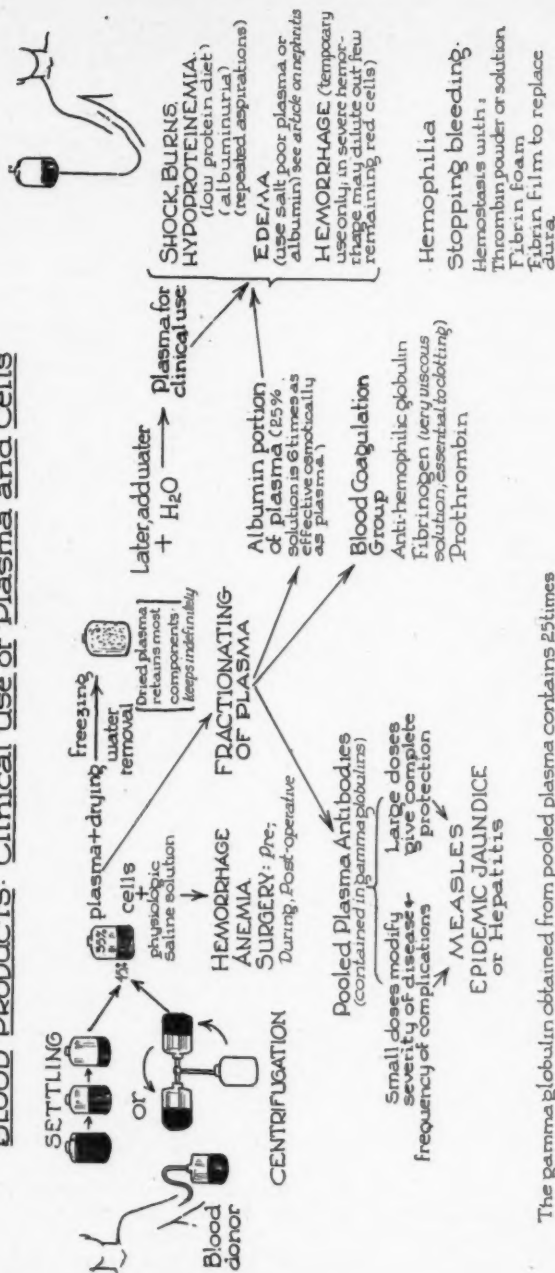 BLOOD PRODUCTS: Clinical Use of Plasma and Cells
Blood
donor
SETTLING
or
CENTRIFUGATION
55%
45%
plasma + drying
Freezing
water
removal
Dried plasma
retains most
components.
keeps indefinitely
Later, add water
+ H2O
plasma for
clinical use:
SHOCK, BURNS,
HYPOPROTEINEMIA.
(low protein diet)
(albuminuria)
(repeated aspirations)
EDEMA
(use salt poor plasma or
albumin) see article on nephritis
HEMORRHAGE (temporary
use only; in severe hemor-
rhage may dilute out few
remaining red cells)
cells
+
physiologic
saline solution
HEMORRHAGE
ANEMIA
SURGERY: Pre;
During, Post-operative
FRACTIONATING
OF PLASMA
Albumin portion
of plasma (25%
solution is 6 times as
effective osmotically
as plasma)
Blood Coagulation
Group
Anti-hemophilic globulin
Fibrinogen (very viscous
solution, essential to clotting)
Prothrombin
Hemophilia
Stopping bleeding.
Hemostasis with:
Thrombin powder or solution
Fibrin foam
Fibrin Film to replace
dura
Pooled Plasma Antibodies
(contained in gamma globulins)
Small doses modify
severity of disease +
frequency of complications
Large doses
give complete
protection
MEASLES
EPIDEMIC JAUNDICE
or Hepatitis
The gamma globulin obtained from pooled plasma contains 25 times